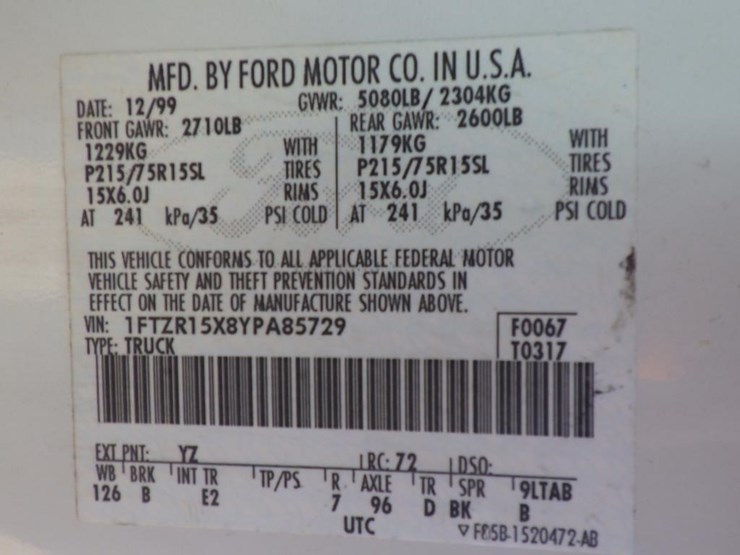 MFD. BY FORD MOTOR CO. IN U.S.A.
DATE: 12/99 GVWR: 5080LB/ 2304KG
FRONT GAWR: 2710LB REAR GAWR: 2600LB
1229KG WITH 1179KG WITH
P215/75R15SL TIRES P215/75R15SL TIRES
15X6.0J RIMS 15X6.0J RIMS
AT 241 kPa/35 PSI COLD AT 241 kPa/35 PSI COLD
THIS VEHICLE CONFORMS TO ALL APPLICABLE FEDERAL MOTOR
VEHICLE SAFETY AND THEFT PREVENTION STANDARDS IN
EFFECT ON THE DATE OF MANUFACTURE SHOWN ABOVE.
VIN: 1FTZR15X8YPA85729 F0067
TYPE: TRUCK T0317
EXT PNT: YZ RC: 72 DSO:
WB BRK INT TR TP/PS R AXLE TR SPR 9LTAB
126 B E2 7 96 D BK B
UTC ▽ F85B-1520472-AB